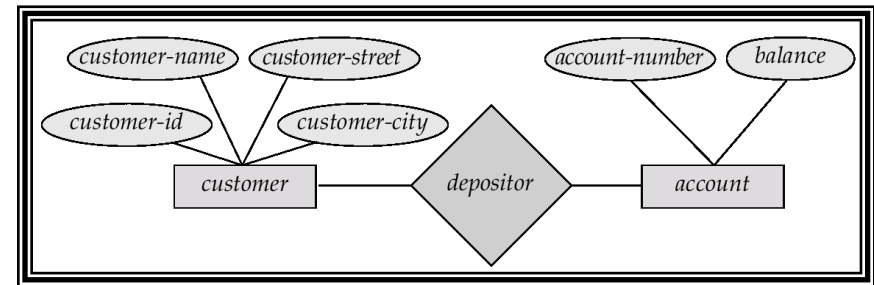 customer-name customer-street account-number balance
customer-id customer-city
customer depositor account